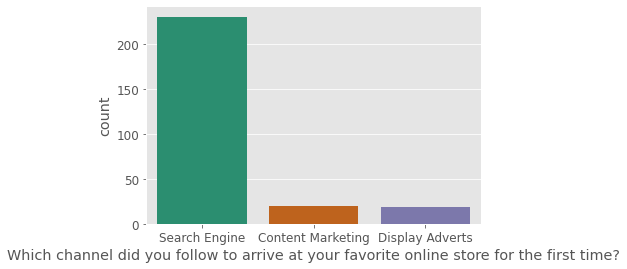 200
150
100
50
0
count
Search Engine Content Marketing Display Adverts
Which channel did you follow to arrive at your favorite online store for the first time?